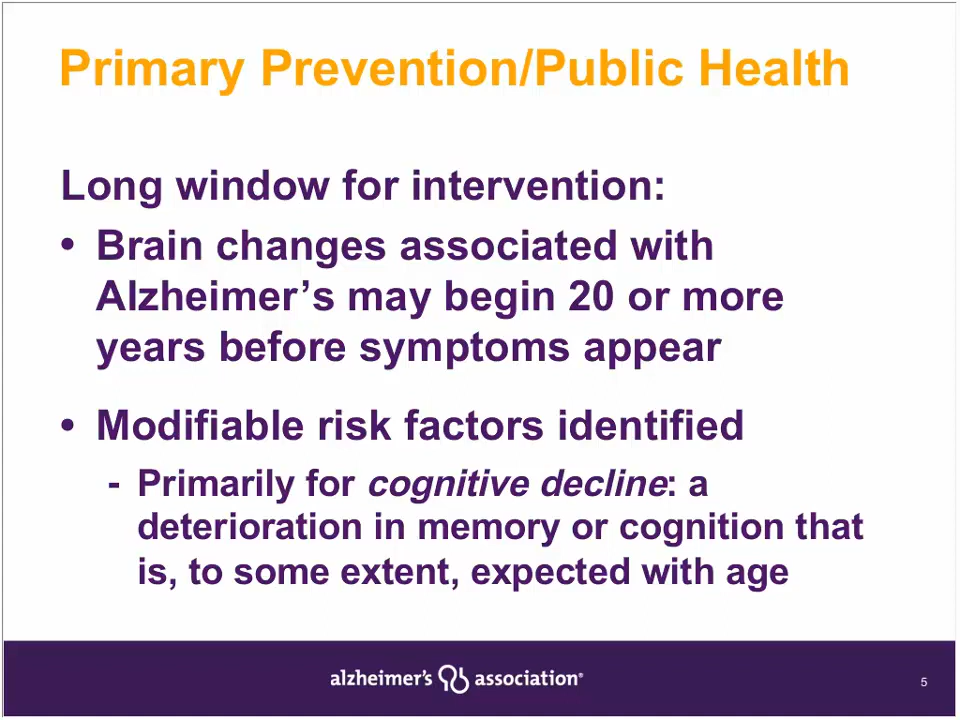 Primary Prevention/Public Health
Long window for intervention:
• Brain changes associated with
Alzheimer’s may begin 20 or more
years before symptoms appear
• Modifiable risk factors identified
- Primarily for cognitive decline: a
deterioration in memory or cognition that
is, to some extent, expected with age
alzheimer's association®
5